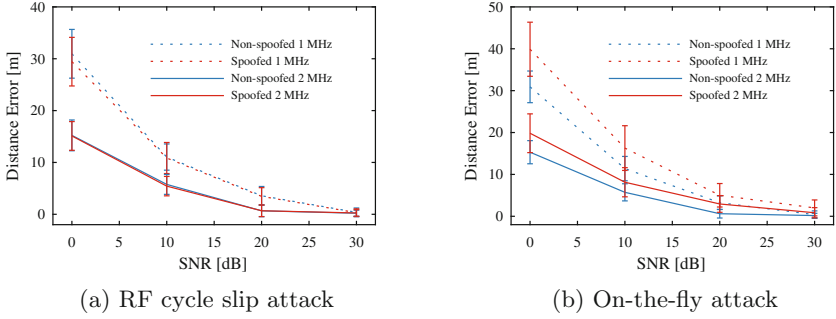 40
30
20
10
0
Distance Error [m]
Non-spoofed 1 MHz
Spoofed 1 MHz
Non-spoofed 2 MHz
Spoofed 2 MHz
0 5 10 15 20 25 30
SNR [dB]
(a) RF cycle slip attack
50
40
30
20
10
0
Distance Error [m]
Non-spoofed 1 MHz
Spoofed 1 MHz
Non-spoofed 2 MHz
Spoofed 2 MHz
0 5 10 15 20 25 30
SNR [dB]
(b) On-the-fly attack